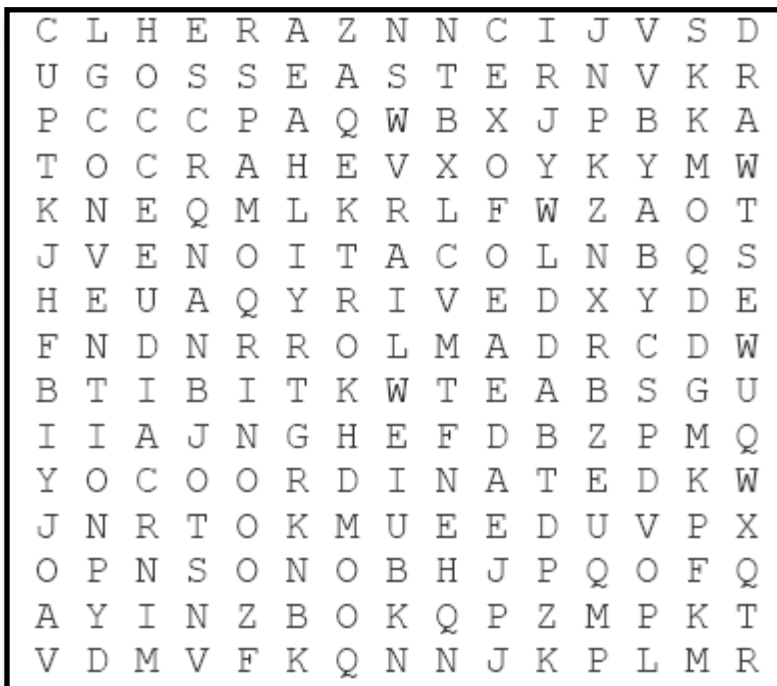 C L H E R A Z N N C I J V S D
U G O S S E A S T E R N V K R
P C C C P A Q W B X J P B K A
T O C R A H E V X O Y K Y M W
K N E Q M L K R L F W Z A O T
J V E N O I T A C O L N B Q S
H E U A Q Y R I V E D X Y D E
F N D N R R O L M A D R C D W
B T I B I T K W T E A B S G U
I I A J N G H E F D B Z P M Q
Y O C O O R D I N A T E D K W
J N R T O K M U E E D U V P X
O P N S O N O B H J P Q O F Q
A Y I N Z B O K Q P Z M P K T
V D M V F K Q N N J K P L M R